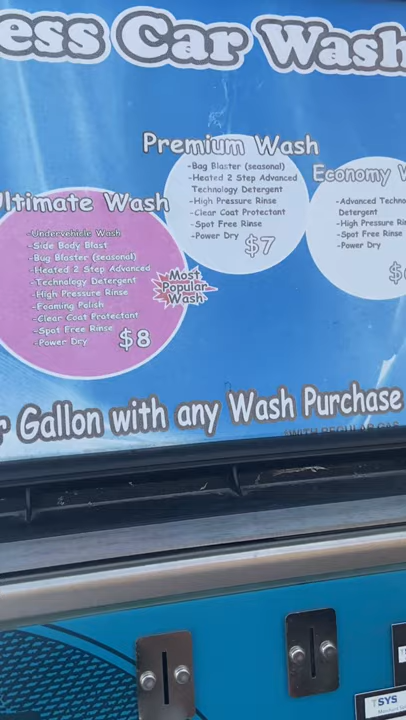 ess Car Wash
Premium Wash
-Bug Blaster (seasonal)
-Heated 2 Step Advanced
Technology Detergent
-High Pressure Rinse
-Clear Coat Protectant
-Spot Free Rinse
-Power Dry
$7
Economy W
-Advanced Techno
Detergent
-High Pressure Rin
-Spot Free Rinse
-Power Dry
$
Ultimate Wash
-Undervehicle Wash
-Side Body Blast
-Bug Blaster (seasonal)
-Heated 2 Step Advanced
-Technology Detergent
-High Pressure Rinse
-Foaming Polish
-Clear Coat Protectant
-Spot Free Rinse
-Power Dry
$8
Most
Popular
Wash
r Gallon with any Wash Purchase
*WITH REGULAR GAS
TSYS